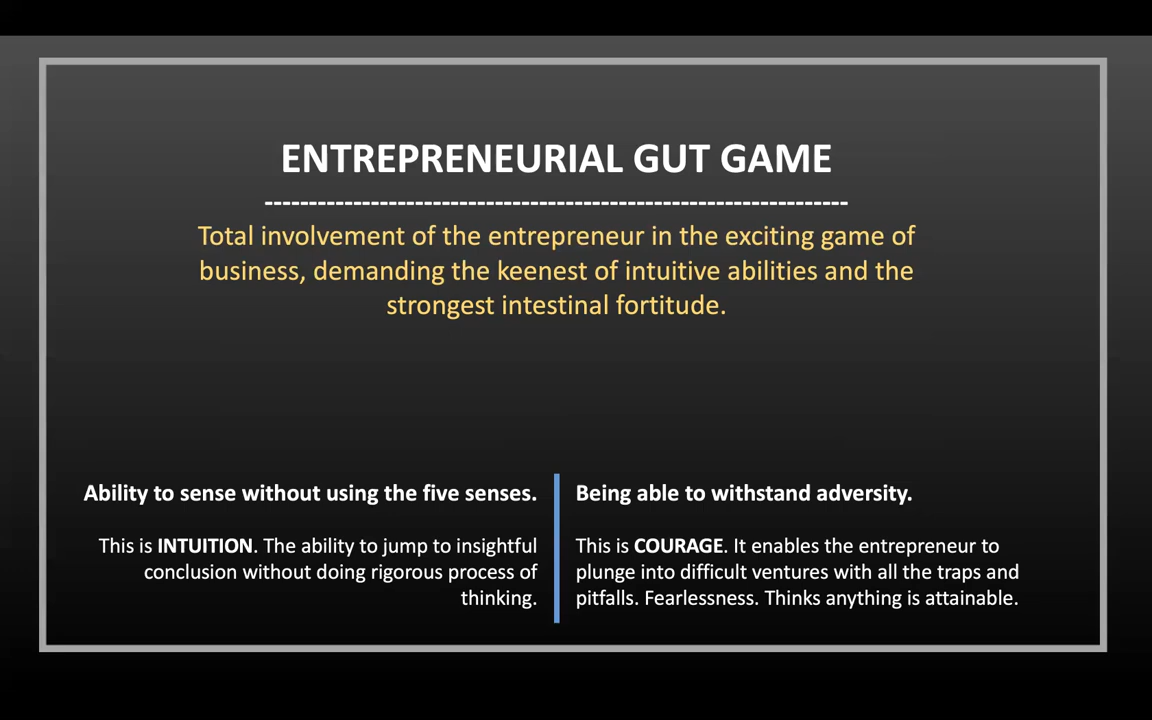 ENTREPRENEURIAL GUT GAME
-----------------------------------------------------------------
Total involvement of the entrepreneur in the exciting game of
business, demanding the keenest of intuitive abilities and the
strongest intestinal fortitude.
Ability to sense without using the five senses.
This is INTUITION. The ability to jump to insightful
conclusion without doing rigorous process of
thinking.
Being able to withstand adversity.
This is COURAGE. It enables the entrepreneur to
plunge into difficult ventures with all the traps and
pitfalls. Fearlessness. Thinks anything is attainable.